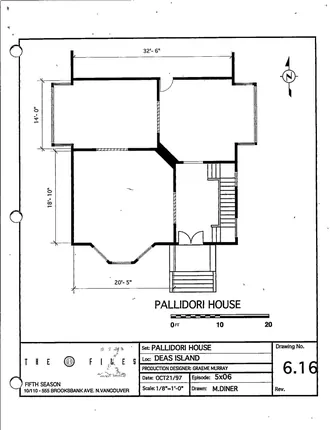 32'- 6"
N
14'- 0"
18'- 10"
20'- 5"
PALLIDORI HOUSE
0FT 10 20
THE X FILES
FIFTH SEASON
10/110 - 555 BROOKSBANK AVE. N.VANCOUVER
Set: PALLIDORI HOUSE
Loc: DEAS ISLAND
PRODUCTION DESIGNER: GRAEME MURRAY
Date: OCT21/97 Episode: 5x06
Scale: 1/8"=1'-0" Drawn: M.DINER
Drawing No.
6.16
Rev.